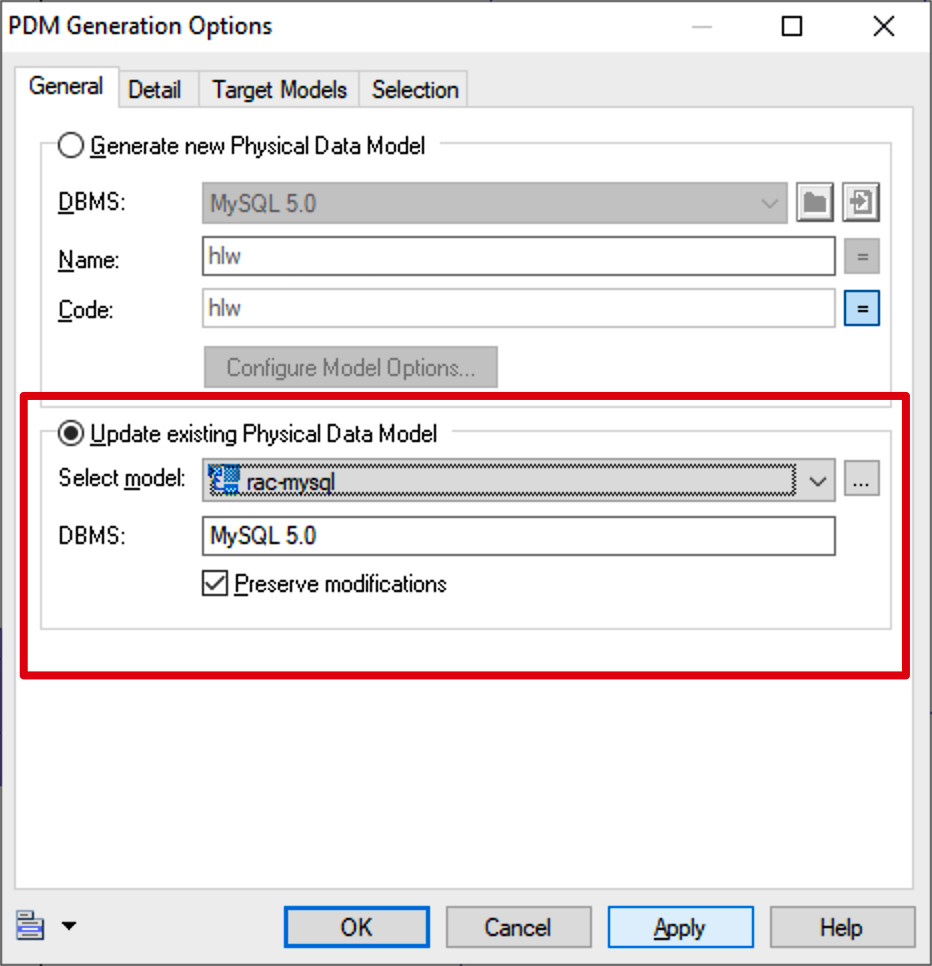 PDM Generation Options
General Detail Target Models Selection
Generate new Physical Data Model
DBMS: MySQL 5.0
Name: hlw =
Code: hlw =
Configure Model Options...
Update existing Physical Data Model
Select model: rac-mysql ...
DBMS: MySQL 5.0
Preserve modifications
OK Cancel Apply Help